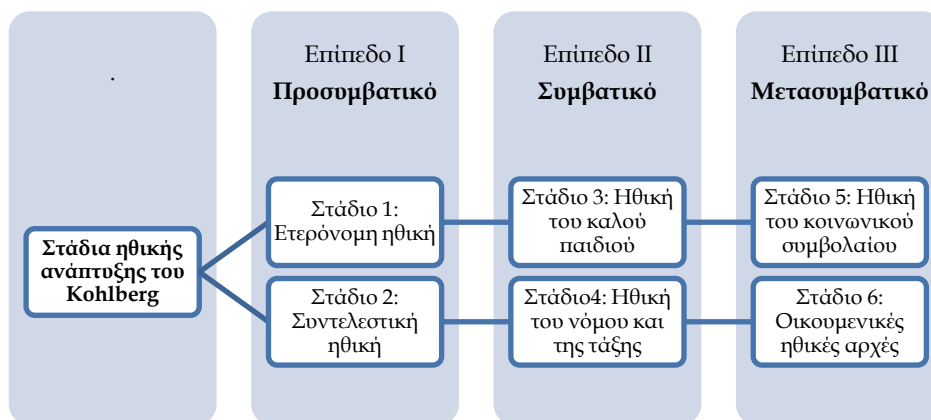 .
Επίπεδο Ι
Προσυμβατικό
Επίπεδο ΙΙ
Συμβατικό
Επίπεδο ΙΙΙ
Μετασυμβατικό
Στάδια ηθικής
ανάπτυξης του
Kohlberg
Στάδιο 1:
Ετερόνομη ηθική
Στάδιο 3: Ηθική
του καλού
παιδιού
Στάδιο 5: Ηθική
του κοινωνικού
συμβολαίου
Στάδιο 2:
Συντελεστική
ηθική
Στάδιο4: Ηθική
του νόμου και
της τάξης
Στάδιο 6:
Οικουμενικές
ηθικές αρχές